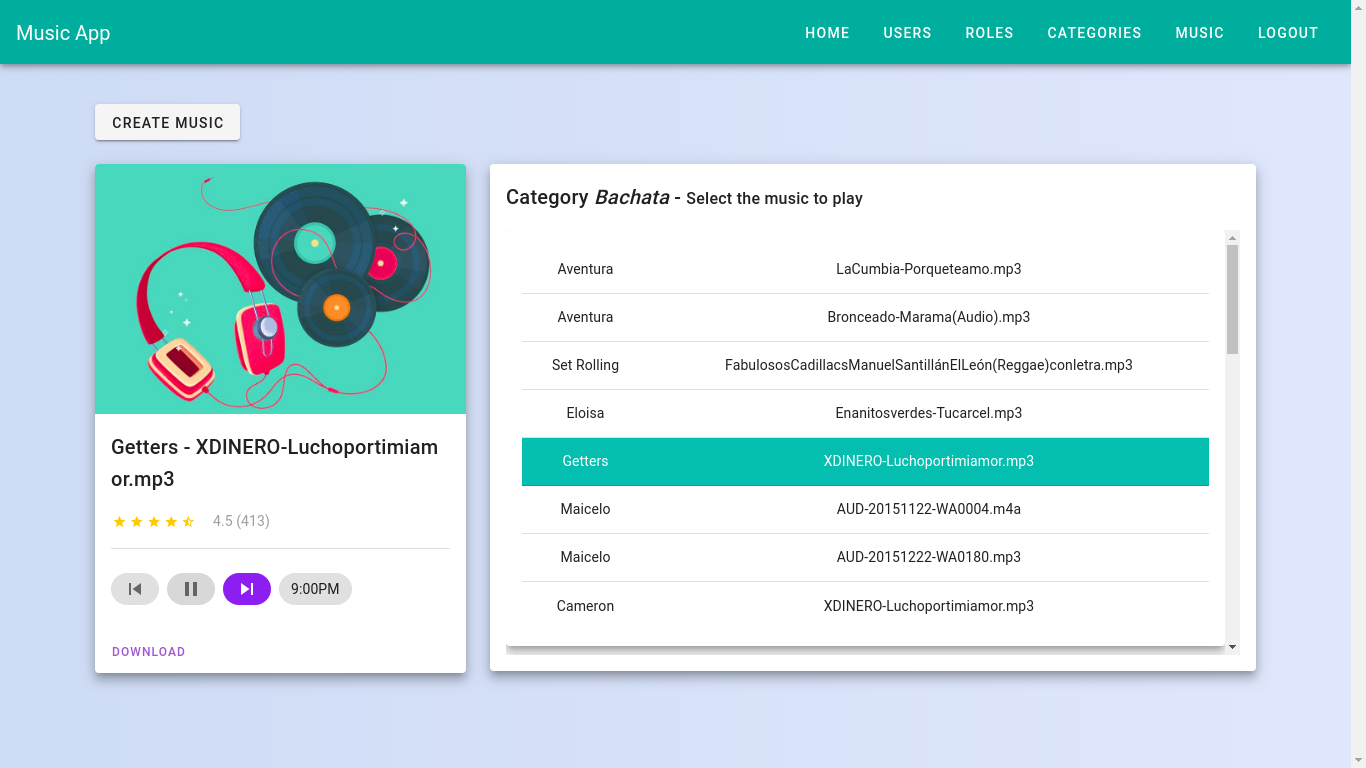 Music App
HOME USERS ROLES CATEGORIES MUSIC LOGOUT
CREATE MUSIC
Getters - XDINERO-Luchoportimiam
or.mp3
4.5 (413)
9:00PM
DOWNLOAD
Category Bachata - Select the music to play
Aventura LaCumbia-Porqueteamo.mp3
Aventura Bronceado-Marama(Audio).mp3
Set Rolling FabulososCadillacsManuelSantillánElLeón(Reggae)conletra.mp3
Eloisa Enanitosverdes-Tucarcel.mp3
Getters XDINERO-Luchoportimiamor.mp3
Maicelo AUD-20151122-WA0004.m4a
Maicelo AUD-20151222-WA0180.mp3
Cameron XDINERO-Luchoportimiamor.mp3